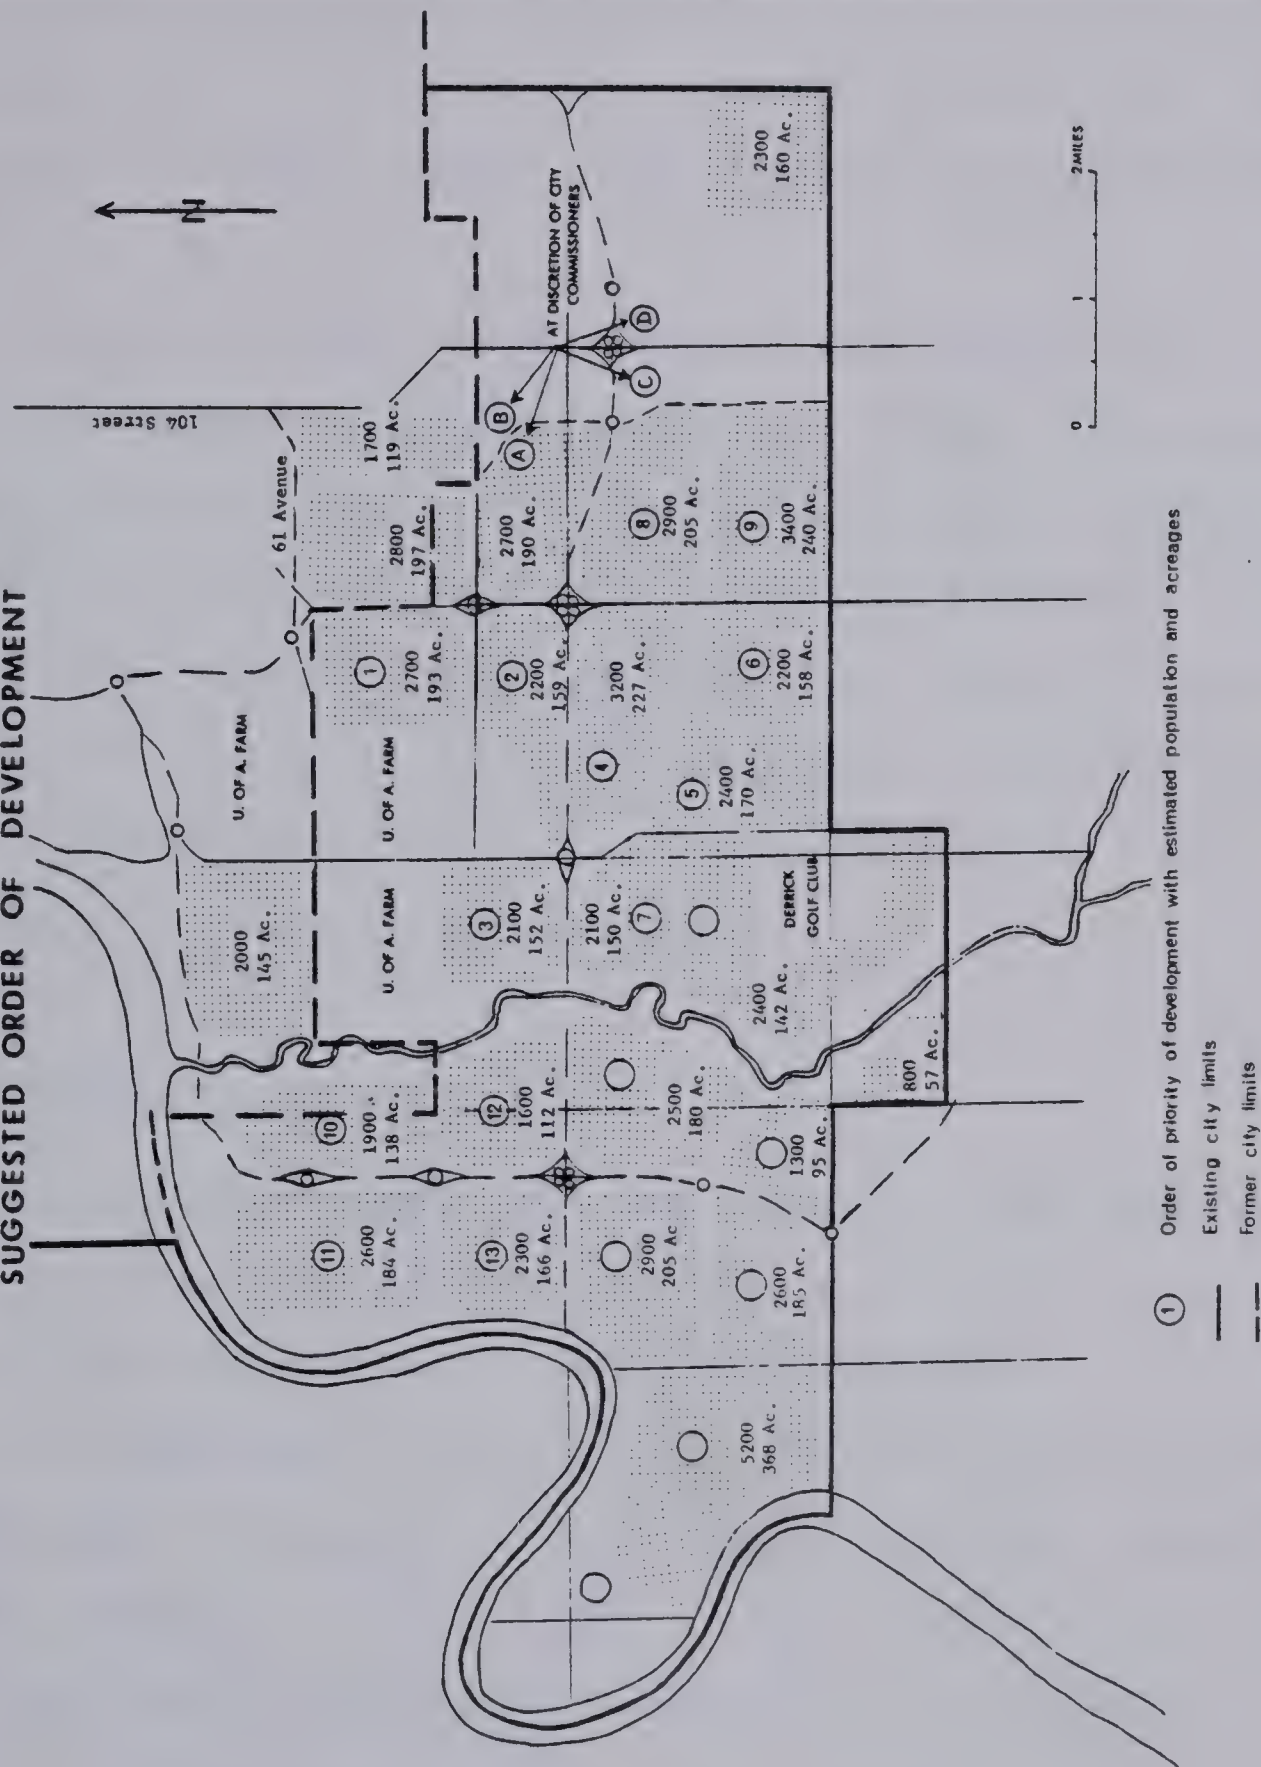 SUGGESTED ORDER OF DEVELOPMENT
N
104 Street
61 Avenue
U. OF A. FARM
U. OF A. FARM
U. OF A. FARM
2000
145 Ac.
1700
119 Ac.
2800
197 Ac.
1
2700
193 Ac.
10
1900
138 Ac.
11
2600
184 Ac.
12
1600
112 Ac.
13
2300
166 Ac.
3
2100
152 Ac.
2
2200
159 Ac.
2700
190 Ac.
A
B
AT DISCRETION OF CITY
COMMISSIONERS
C
D
2900
205 Ac
2500
180 Ac.
2100
150 Ac.
7
4
3200
227 Ac.
8
2900
205 Ac.
5
2400
170 Ac.
6
2200
158 Ac.
9
3400
240 Ac.
2300
160 Ac.
5200
368 Ac.
2600
185 Ac.
1300
95 Ac.
2400
142 Ac.
DERRICK
GOLF CLUB
800
57 Ac.
0 1 2 MILES
1 Order of priority of development with estimated population and acreages
Existing city limits
Former city limits